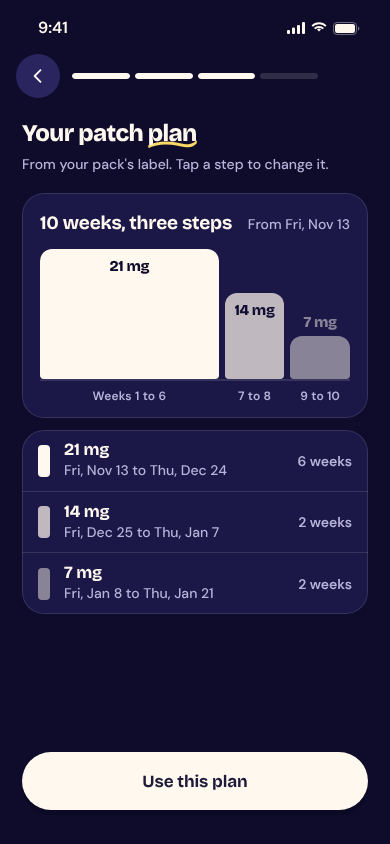 9:41
Your patch plan
From your pack's label. Tap a step to change it.
10 weeks, three steps
From Fri, Nov 13
21 mg
14 mg
7 mg
Weeks 1 to 6
7 to 8
9 to 10
21 mg
Fri, Nov 13 to Thu, Dec 24
6 weeks
14 mg
Fri, Dec 25 to Thu, Jan 7
2 weeks
7 mg
Fri, Jan 8 to Thu, Jan 21
2 weeks
Use this plan